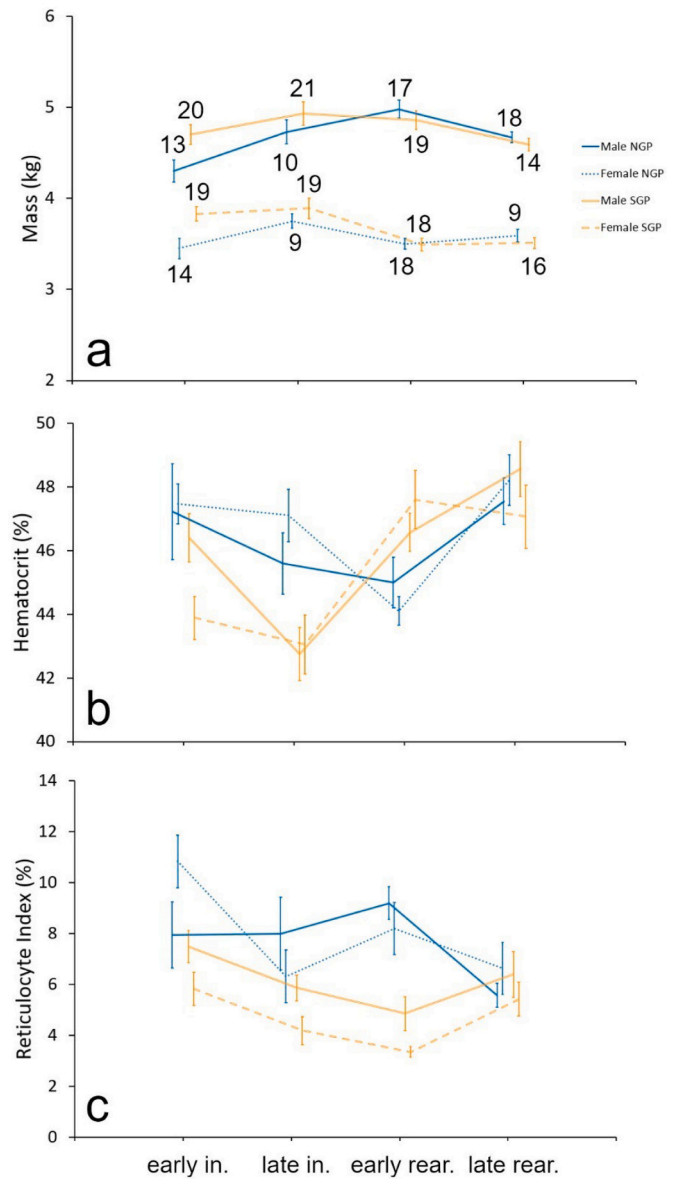 6
5
4
3
2
Mass (kg)
20
21
17
18
13
10
19
14
19
19
18
9
14
9
18
16
Male NGP
Female NGP
Male SGP
Female SGP
a
50
48
46
44
42
40
Hematocrit (%)
b
14
12
10
8
6
4
2
0
Reticulocyte Index (%)
c
early in.
late in.
early rear.
late rear.